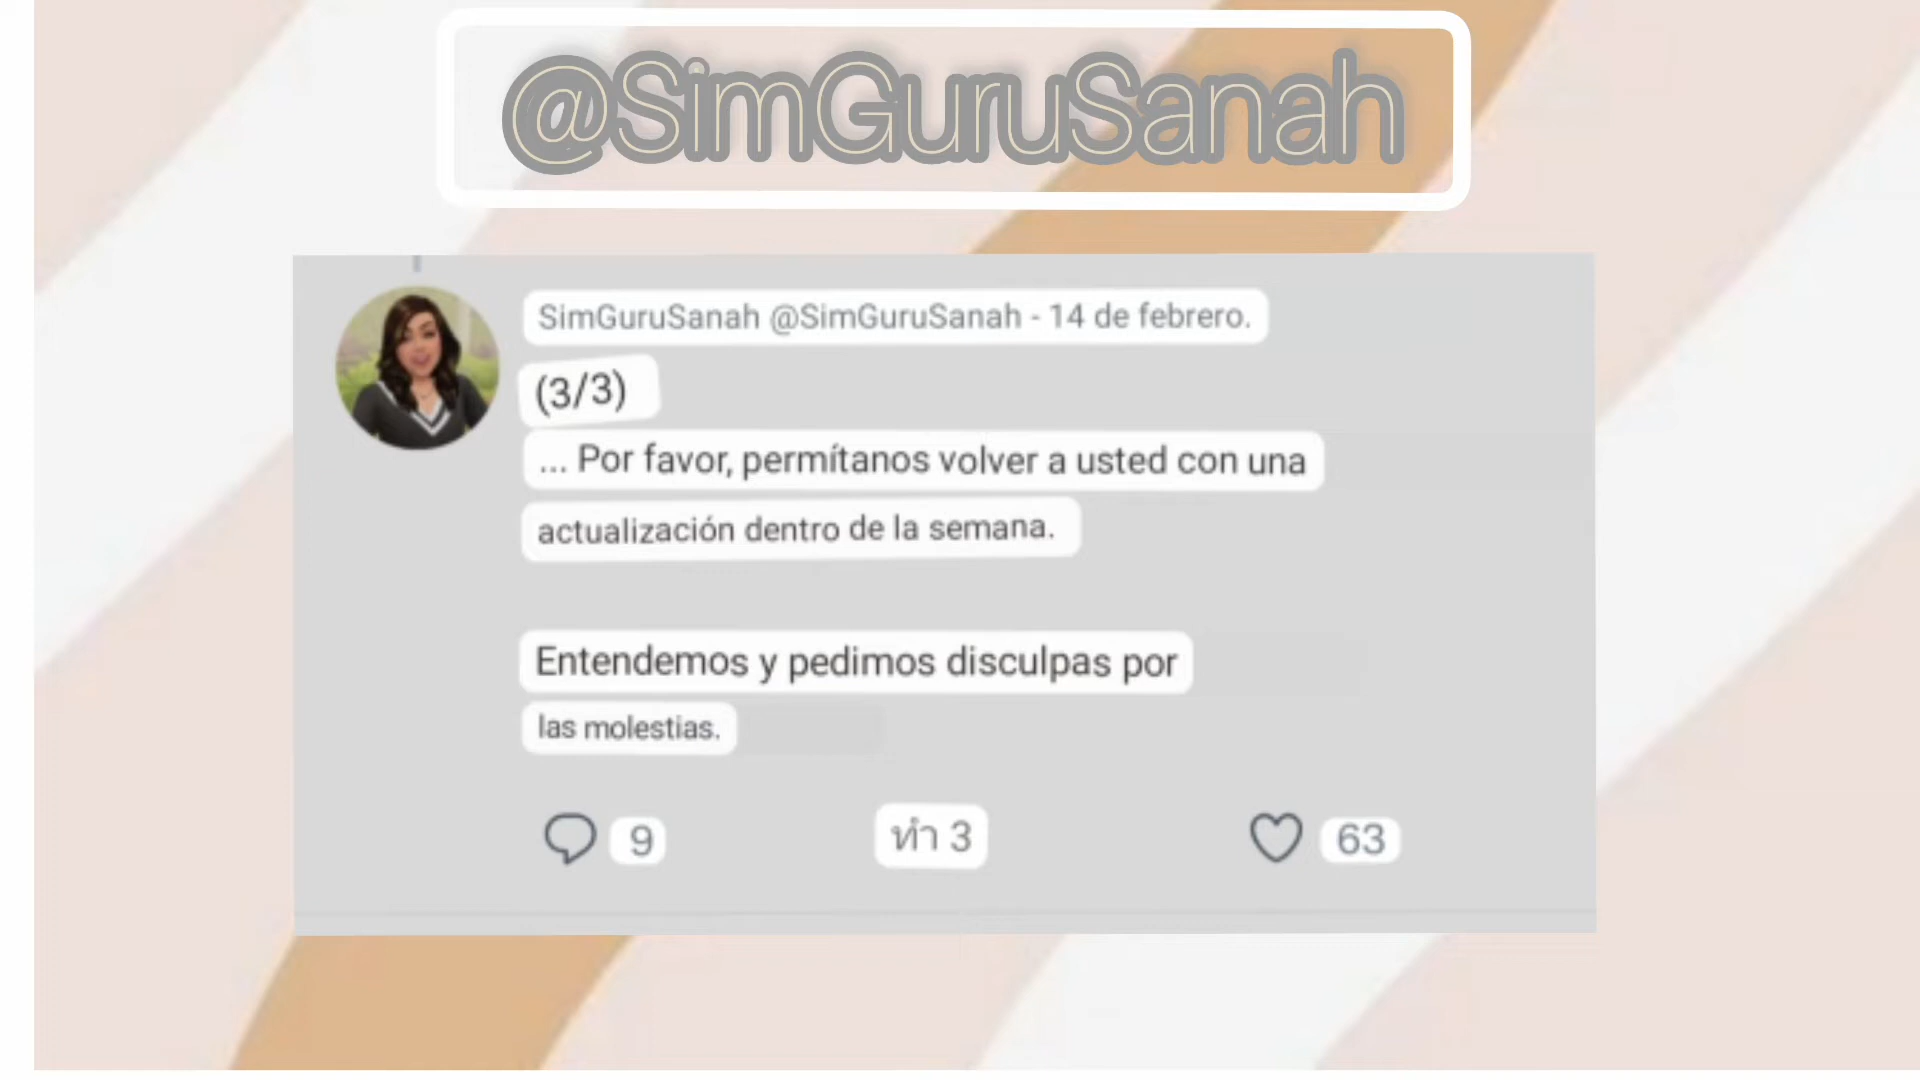 @SimGuruSanah
SimGuruSanah @SimGuruSanah - 14 de febrero.
(3/3)
... Por favor, permítanos volver a usted con una
actualización dentro de la semana.
Entendemos y pedimos disculpas por
las molestias.
9
ทำ 3
63